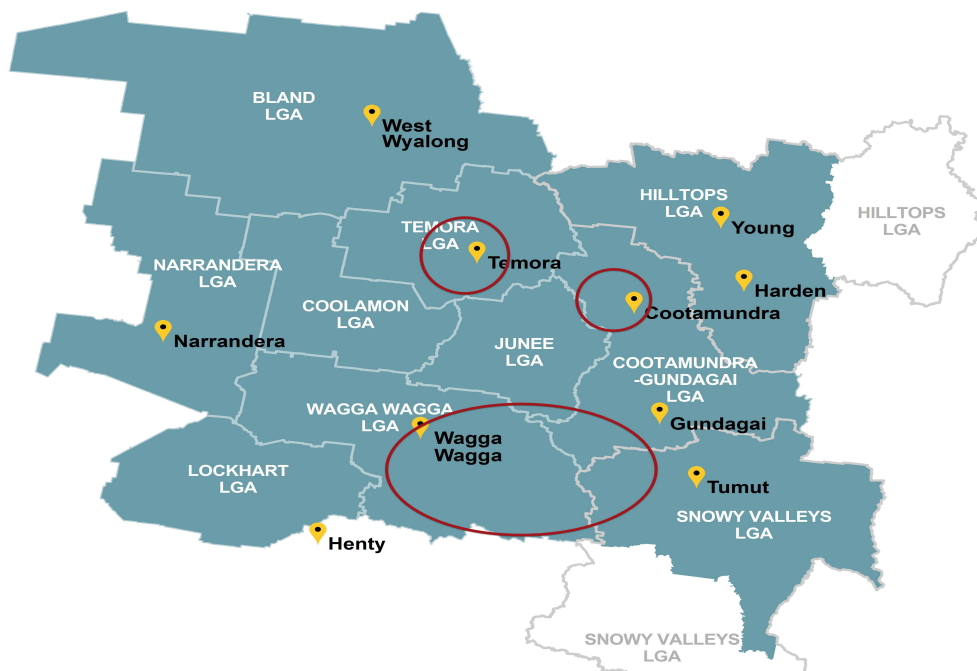 BLAND
LGA
West
Wyalong
HILLTOPS
LGA
HILLTOPS
LGA
Young
TEMORA
LGA
Temora
NARRANDERA
LGA
Harden
COOLAMON
LGA
Cootamundra
Narrandera
JUNEE
LGA
COOTAMUNDRA
-GUNDAGAI
LGA
WAGGA WAGGA
LGA
Gundagai
Wagga
Wagga
LOCKHART
LGA
Tumut
SNOWY VALLEYS
LGA
Henty
SNOWY VALLEYS
LGA